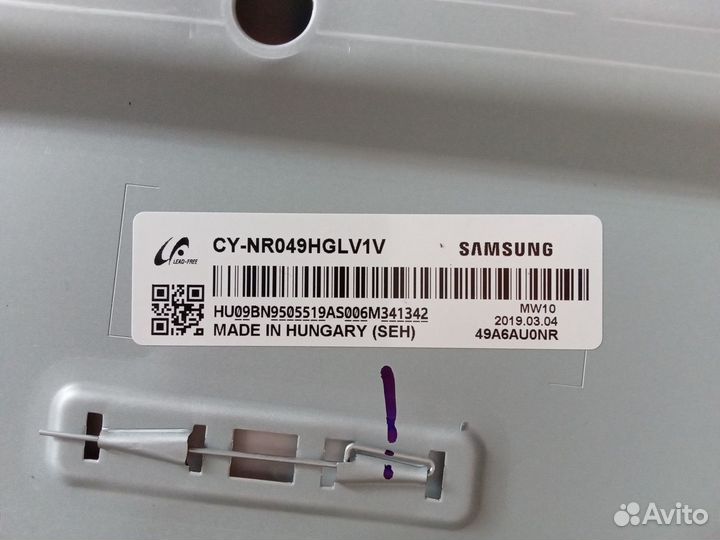 CY-NR049HGLV1V
SAMSUNG
LEAD-FREE
HU09BN9505519AS006M341342
MW10
2019.03.04
MADE IN HUNGARY (SEH)
49A6AU0NR
Avito